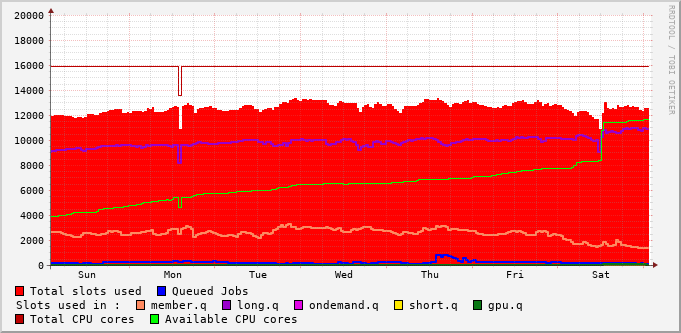 20000
18000
16000
14000
12000
10000
8000
6000
4000
2000
0
Sun Mon Tue Wed Thu Fri Sat
Total slots used Queued Jobs
Slots used in : member.q long.q ondemand.q short.q gpu.q
Total CPU cores Available CPU cores
RRDTOOL / TOBI OETIKER